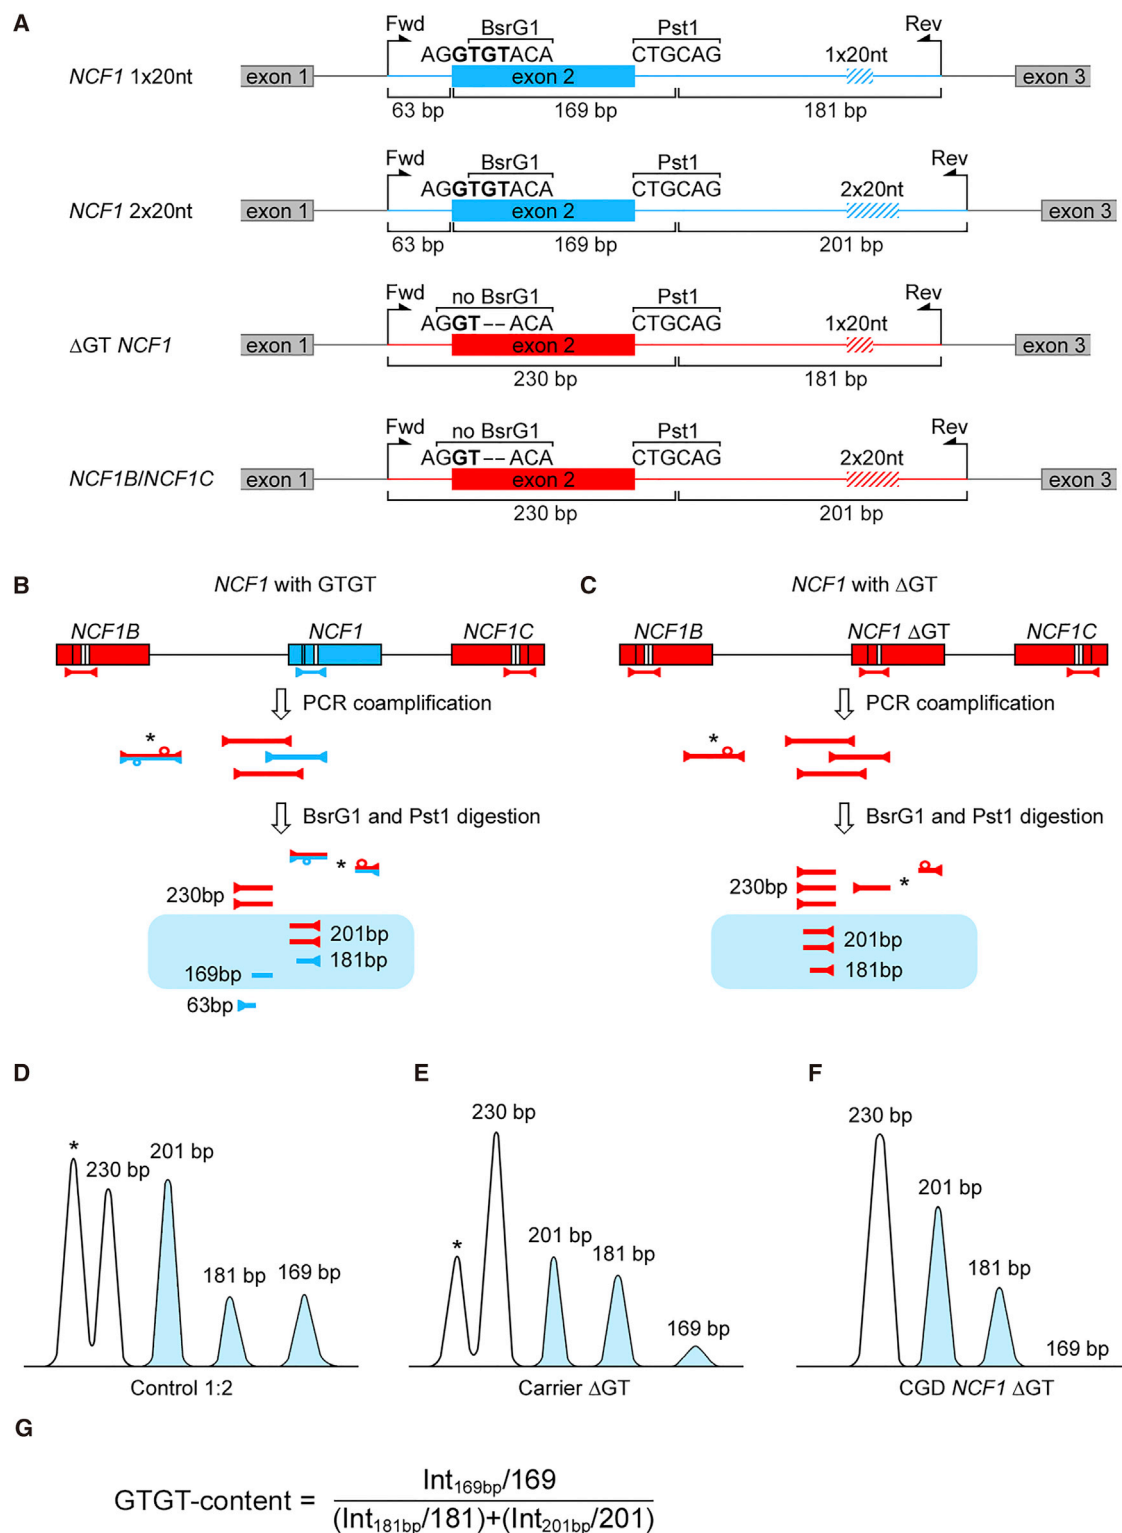 A
Fwd
BsrG1
Pst1
Rev
AGGTGTACA
CTGCAG
1x20nt
NCF1 1x20nt
exon 1
exon 2
exon 3
63 bp
169 bp
181 bp
Fwd
BsrG1
Pst1
Rev
AGGTGTACA
CTGCAG
2x20nt
NCF1 2x20nt
exon 1
exon 2
exon 3
63 bp
169 bp
201 bp
Fwd
no BsrG1
Pst1
Rev
AGGT--ACA
CTGCAG
1x20nt
ΔGT NCF1
exon 1
exon 2
exon 3
230 bp
181 bp
Fwd
no BsrG1
Pst1
Rev
AGGT--ACA
CTGCAG
2x20nt
NCF1B/NCF1C
exon 1
exon 2
exon 3
230 bp
201 bp
B
NCF1 with GTGT
NCF1B
NCF1
NCF1C
PCR coamplification
*
BsrG1 and Pst1 digestion
*
230bp
201bp
181bp
169bp
63bp
C
NCF1 with ΔGT
NCF1B
NCF1 ΔGT
NCF1C
PCR coamplification
*
BsrG1 and Pst1 digestion
230bp
*
201bp
181bp
D
*
230 bp
201 bp
181 bp
169 bp
Control 1:2
E
230 bp
*
201 bp
181 bp
169 bp
Carrier ΔGT
F
230 bp
201 bp
181 bp
169 bp
CGD NCF1 ΔGT
G
GTGT-content =
Int169bp/169
(Int181bp/181)+(Int201bp/201)